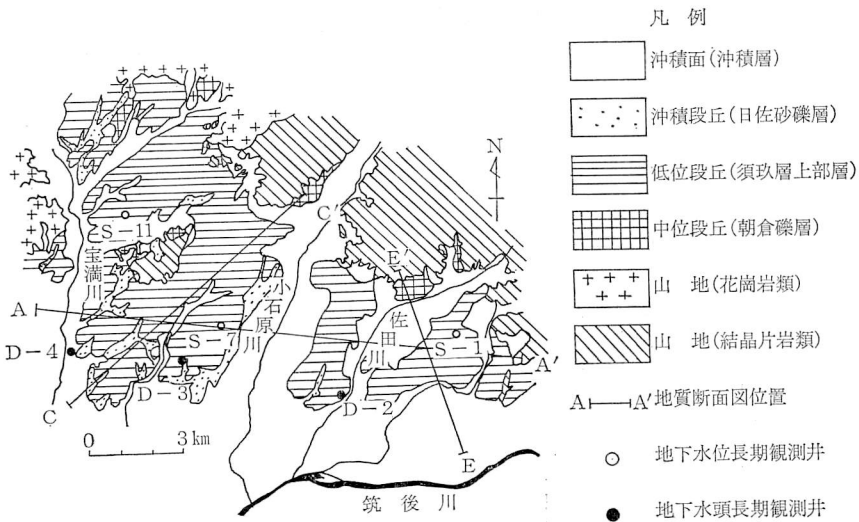 凡 例
沖積面(沖積層)
沖積段丘(日佐砂礫層)
低位段丘(須玖層上部層)
中位段丘(朝倉礫層)
山 地(花崗岩類)
山 地(結晶片岩類)
A A′地質断面図位置
地下水位長期観測井
地下水頭長期観測井
N
S-11
宝満川
A
D-4
C
0 3km
D-3
S-7
小石原川
C′
E′
佐田川
S-1
A′
D-2
E
筑後川